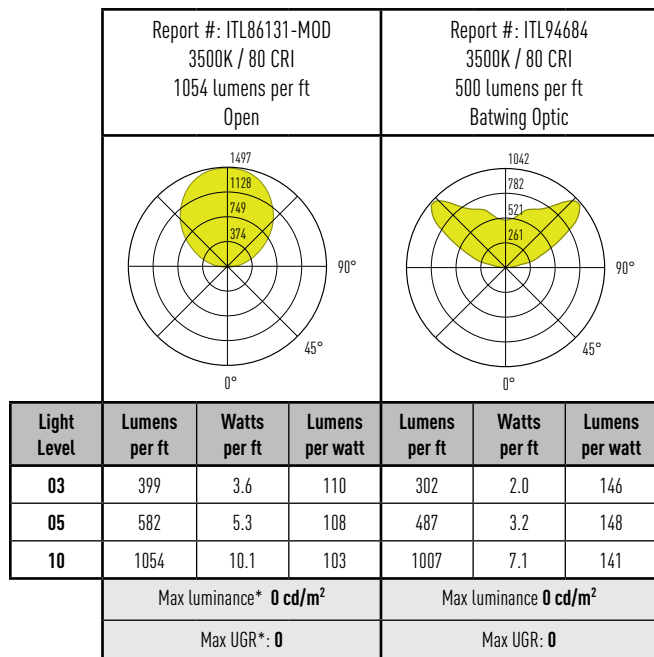 Report #: ITL86131-MOD
3500K / 80 CRI
1054 lumens per ft
Open
Report #: ITL94684
3500K / 80 CRI
500 lumens per ft
Batwing Optic
1497
1128
749
374
90°
45°
0°
1042
782
521
261
90°
45°
0°
Light Level Lumens per ft Watts per ft Lumens per watt Lumens per ft Watts per ft Lumens per watt
03 399 3.6 110 302 2.0 146
05 582 5.3 108 487 3.2 148
10 1054 10.1 103 1007 7.1 141
Max luminance* 0 cd/m² Max luminance 0 cd/m²
Max UGR*: 0 Max UGR: 0